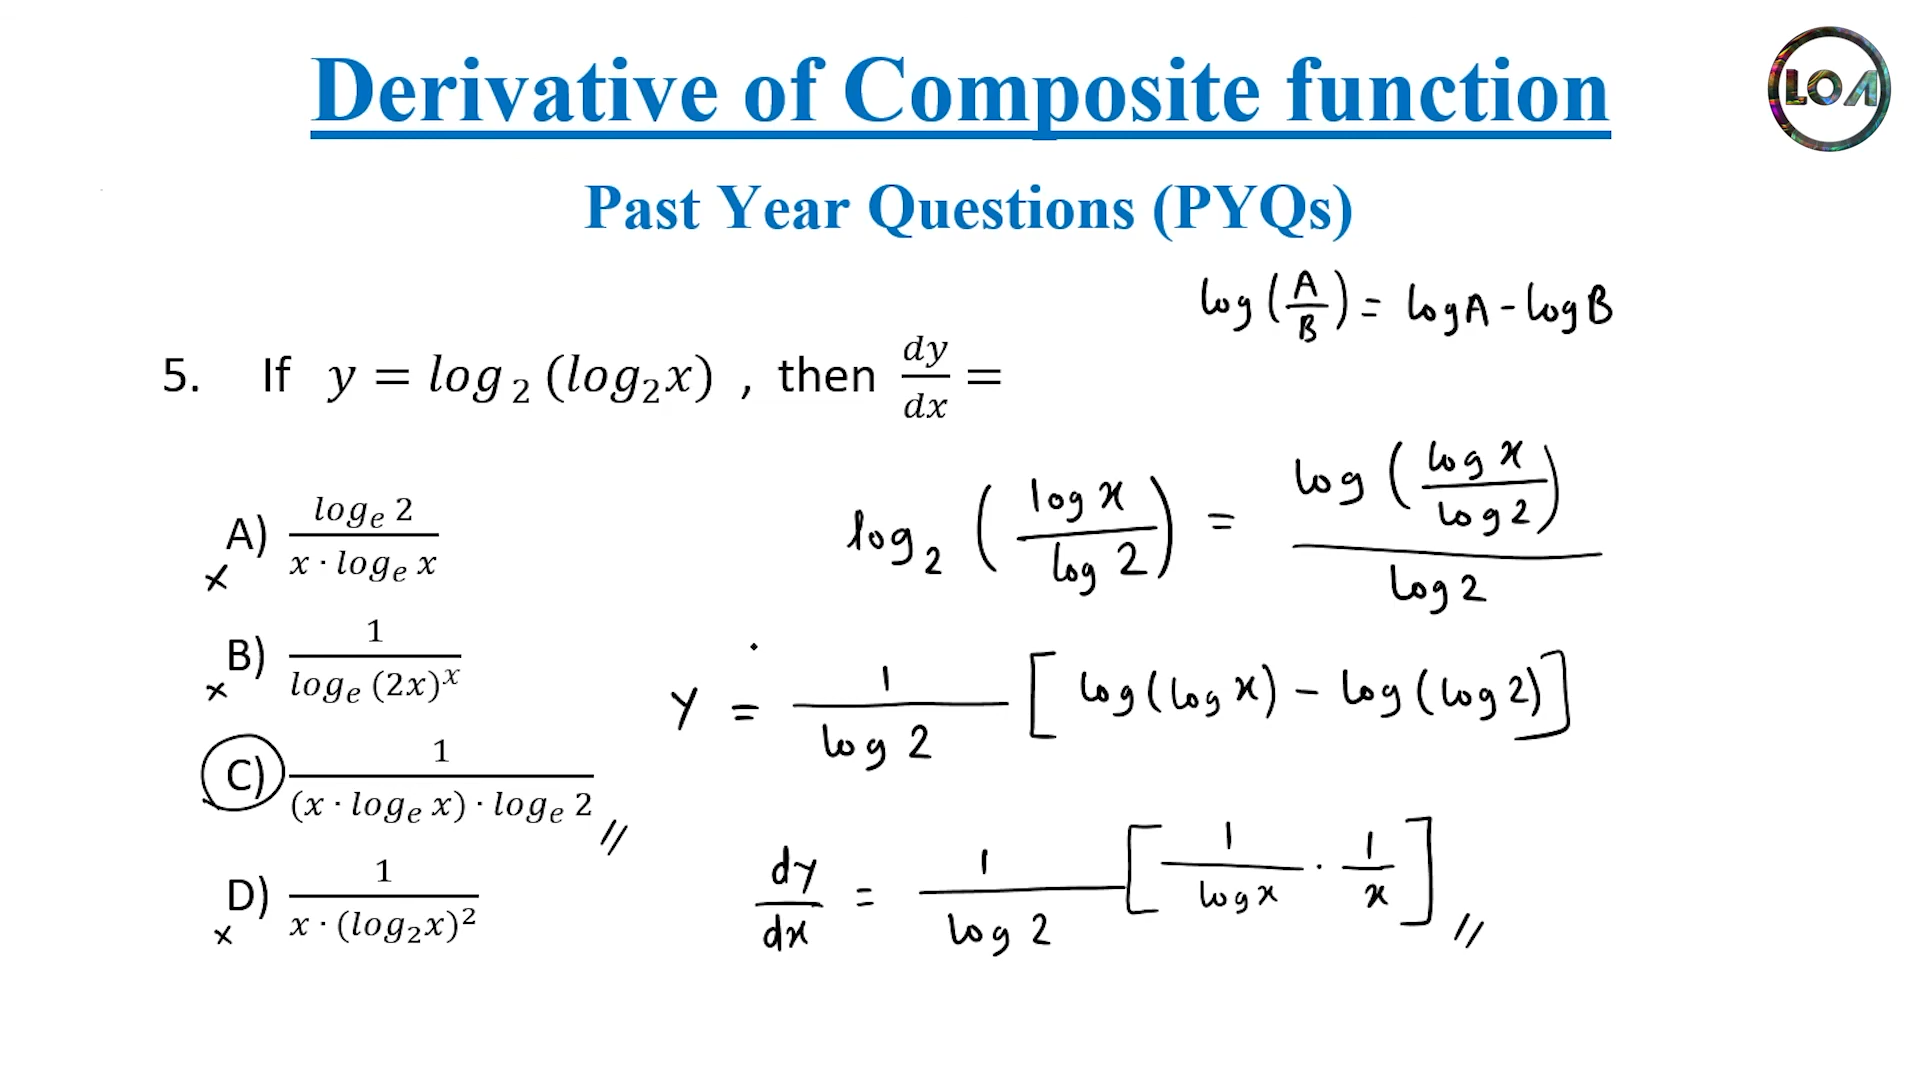 LOA
Derivative of Composite function
Past Year Questions (PYQs)
log(A/B) = logA - logB
5. If y = log₂(log₂x) , then dy/dx =
log₂(log x / log 2) = log(log x / log 2) / log 2
A) logₑ 2 / (x · logₑ x)
x
B) 1 / logₑ (2x)ˣ
x
Y = 1 / log 2 [log(log x) - log(log 2)]
C) 1 / ((x · logₑ x) · logₑ 2) //
dy/dx = 1 / log 2 [1 / log x · 1 / x] //
D) 1 / (x · (log₂x)²)
x